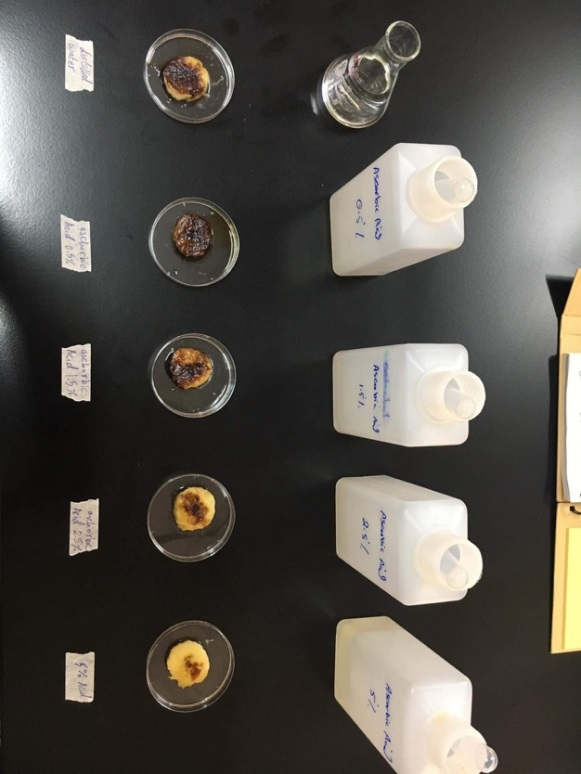 distilled
water
Ascorbic Acid
0.5 %
ascorbic
Acid 0.5%
Ascorbic Acid
1.5%
ascorbic
Acid 1.5%
Ascorbic Acid
2.5%
ascorbic
Acid 2.5%
Ascorbic Acid
5%
5% Acid